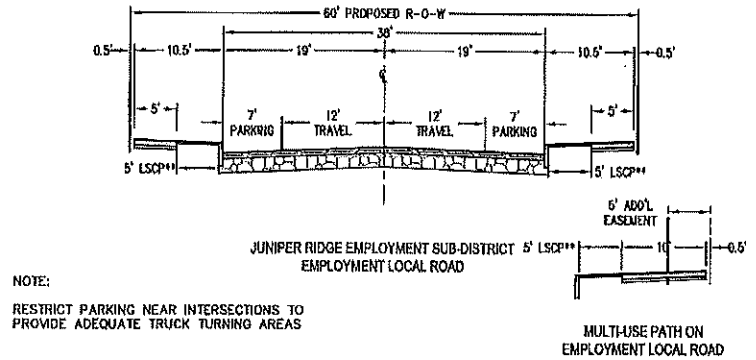 60' PROPOSED R-O-W
38'
0.5' 10.5' 19' 19' 10.5' 0.5'
℄
5' 5'
7' 12' 12' 7'
PARKING TRAVEL TRAVEL PARKING
5' LSCP** 5' LSCP**
JUNIPER RIDGE EMPLOYMENT SUB-DISTRICT
EMPLOYMENT LOCAL ROAD
NOTE:
RESTRICT PARKING NEAR INTERSECTIONS TO
PROVIDE ADEQUATE TRUCK TURNING AREAS
ADD'L
EASEMENT
5' LSCP** 10' 0.5'
MULTI-USE PATH ON
EMPLOYMENT LOCAL ROAD